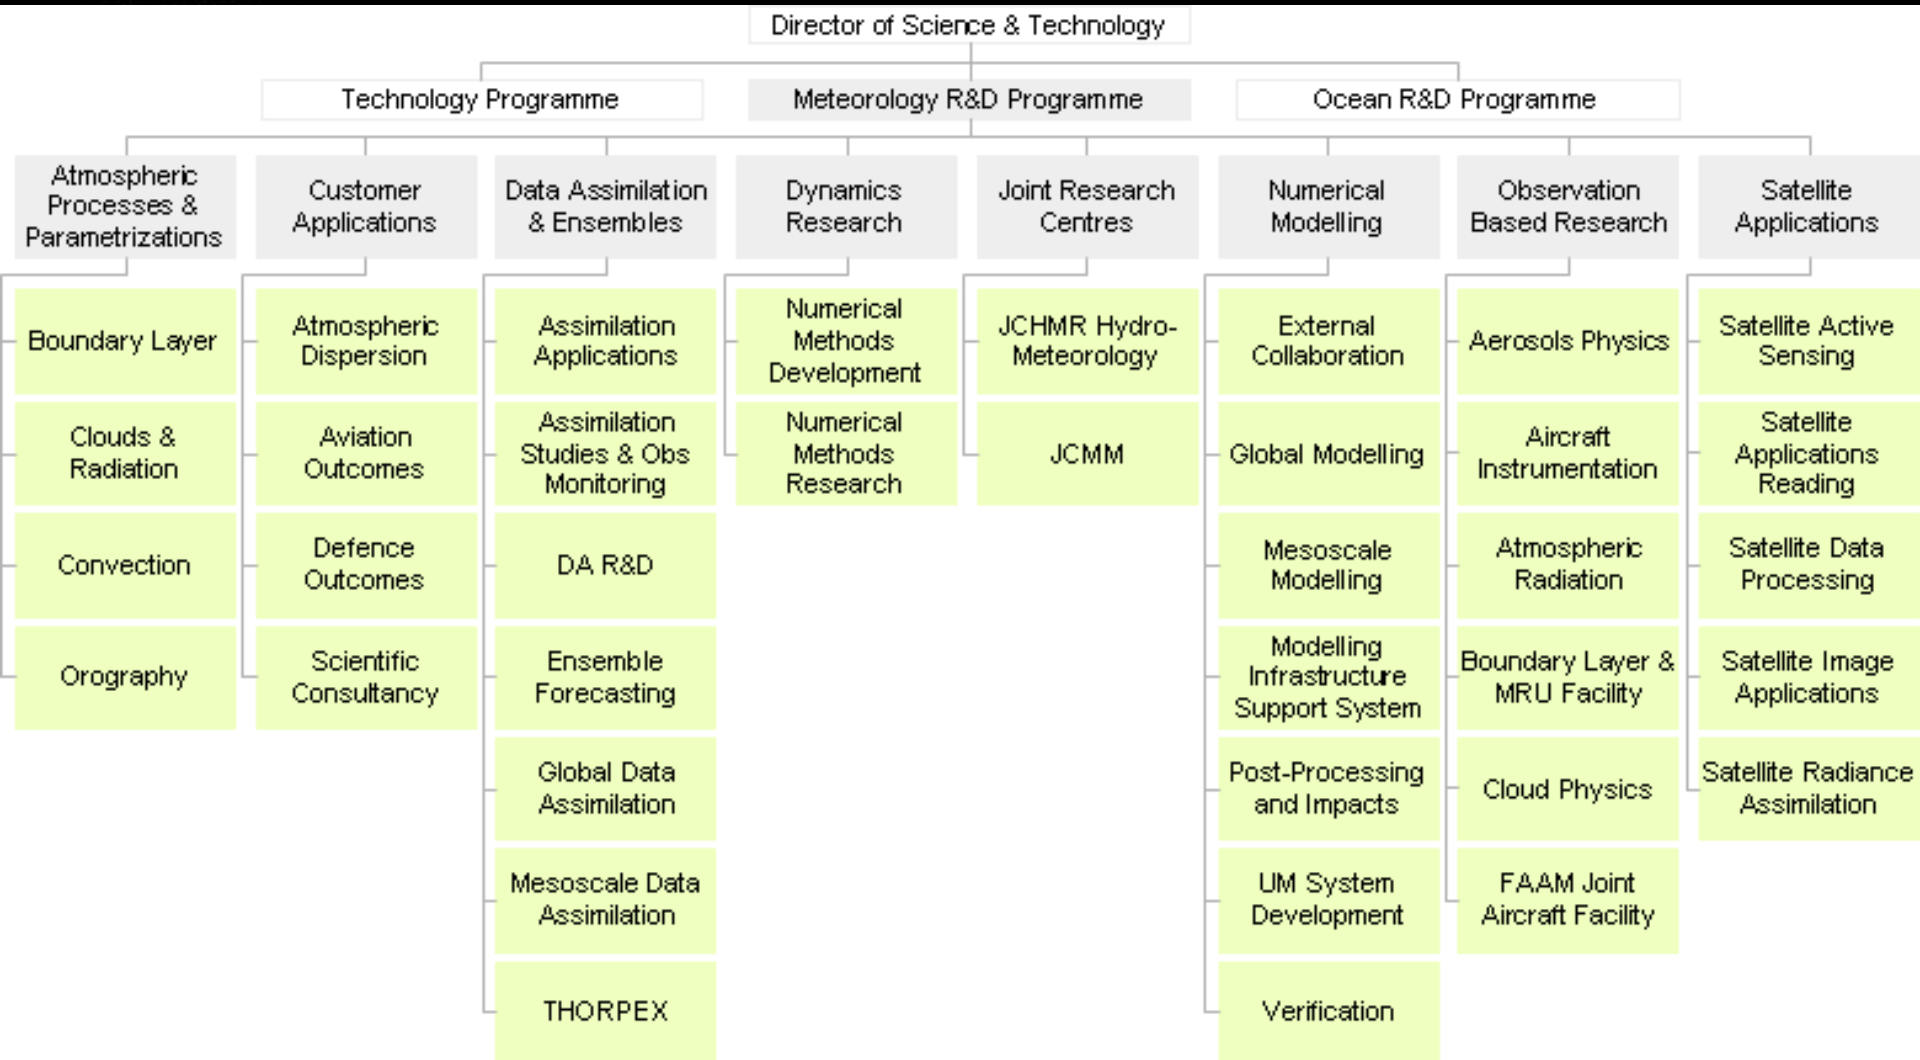 Director of Science & Technology
Technology Programme
Meteorology R&D Programme
Ocean R&D Programme
Atmospheric
Processes &
Parametrizations
Customer
Applications
Data Assimilation
& Ensembles
Dynamics
Research
Joint Research
Centres
Numerical
Modelling
Observation
Based Research
Satellite
Applications
Boundary Layer
Clouds &
Radiation
Convection
Orography
Atmospheric
Dispersion
Aviation
Outcomes
Defence
Outcomes
Scientific
Consultancy
Assimilation
Applications
Assimilation
Studies & Obs
Monitoring
DA R&D
Ensemble
Forecasting
Global Data
Assimilation
Mesoscale Data
Assimilation
THORPEX
Numerical
Methods
Development
Numerical
Methods
Research
JCHMR Hydro-
Meteorology
JCMM
External
Collaboration
Global Modelling
Mesoscale
Modelling
Modelling
Infrastructure
Support System
Post-Processing
and Impacts
UM System
Development
Verification
Aerosols Physics
Aircraft
Instrumentation
Atmospheric
Radiation
Boundary Layer &
MRU Facility
Cloud Physics
FAAM Joint
Aircraft Facility
Satellite Active
Sensing
Satellite
Applications
Reading
Satellite Data
Processing
Satellite Image
Applications
Satellite Radiance
Assimilation